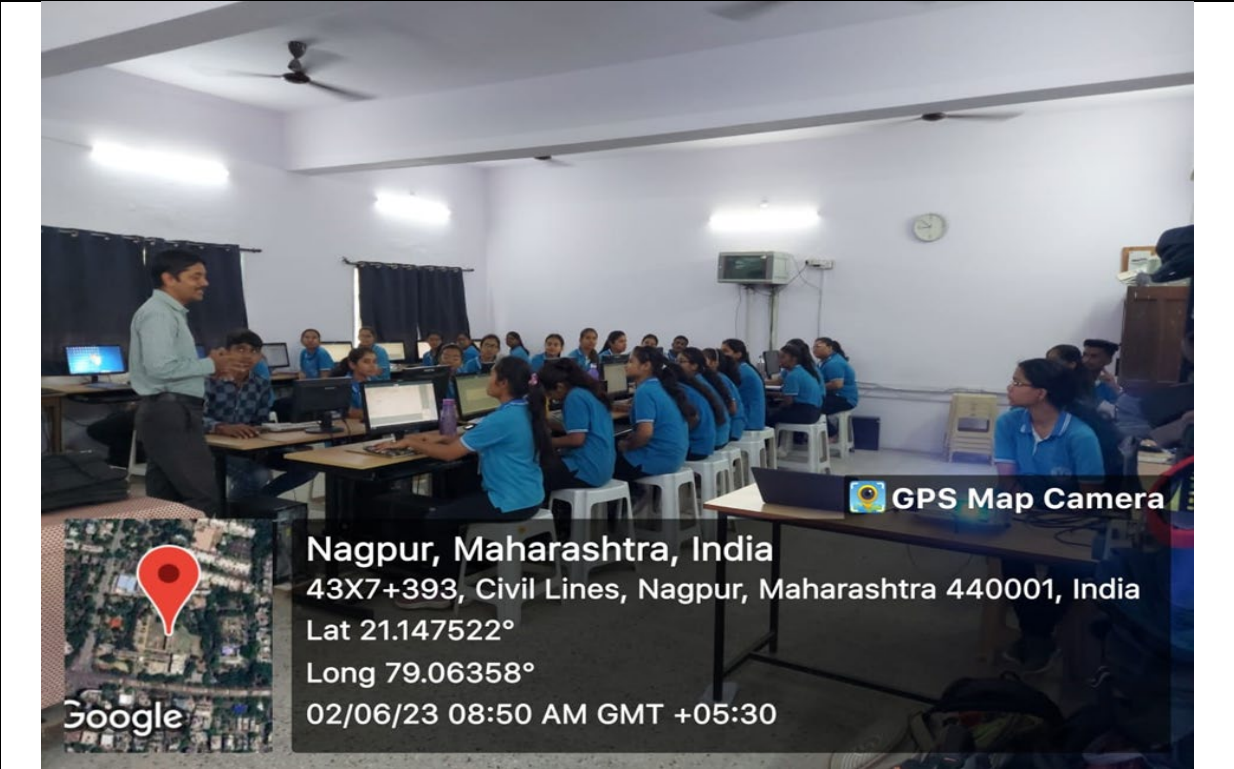 GPS Map Camera
Nagpur, Maharashtra, India
43X7+393, Civil Lines, Nagpur, Maharashtra 440001, India
Lat 21.147522°
Long 79.06358°
02/06/23 08:50 AM GMT +05:30
Google